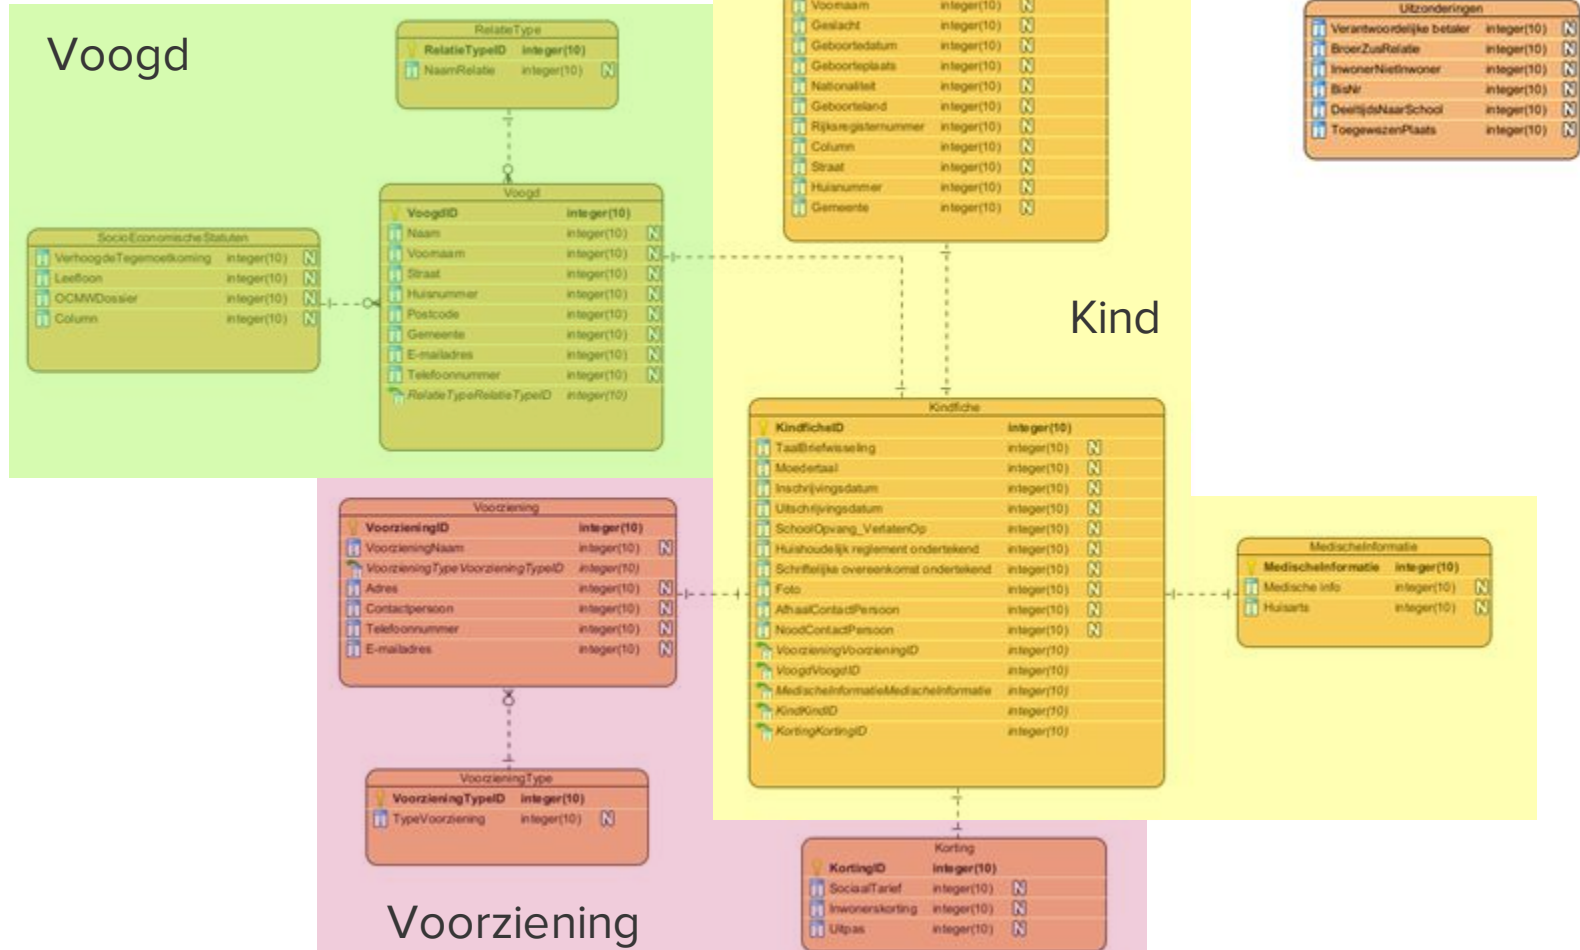 Voogd
RelatieType
RelatieTypeID integer(10)
NaamRelatie integer(10) N
Voogd
VoogdID integer(10)
Naam integer(10) N
Voornaam integer(10) N
Straat integer(10) N
Huisnummer integer(10) N
Postcode integer(10) N
Gemeente integer(10) N
E-mailadres integer(10) N
Telefoonnummer integer(10) N
RelatieTypeRelatieTypeID integer(10)
SocioEconomischeStatuten
VerhoogdeTegemoetkoming integer(10) N
Leefloon integer(10) N
OCMWDossier integer(10) N
Column integer(10) N
Voornaam integer(10) N
Geslacht integer(10) N
Geboortedatum integer(10) N
Geboorteplaats integer(10) N
Nationaliteit integer(10) N
Geboorteland integer(10) N
Rijksregisternummer integer(10) N
Column integer(10) N
Straat integer(10) N
Huisnummer integer(10) N
Gemeente integer(10) N
Uitzonderingen
Verantwoordelijke betaler integer(10) N
BroerZusRelatie integer(10) N
InwonerNietInwoner integer(10) N
BisNr integer(10) N
DeeltijdsNaarSchool integer(10) N
ToegewezenPlaats integer(10) N
Kind
Kindfiche
KindficheID integer(10)
TaalBriefwisseling integer(10) N
Moedertaal integer(10) N
Inschrijvingsdatum integer(10) N
Uitschrijvingsdatum integer(10) N
SchoolOpvang_VerlatenOp integer(10) N
Huishoudelijk reglement ondertekend integer(10) N
Schriftelijke overeenkomst ondertekend integer(10) N
Foto integer(10) N
AfhaalContactPersoon integer(10) N
NoodContactPersoon integer(10) N
VoorzieningVoorzieningID integer(10)
VoogdVoogdID integer(10)
MedischeInformatieMedischeInformatie integer(10)
KindKindID integer(10)
KortingKortingID integer(10)
MedischeInformatie
MedischeInformatie integer(10)
Medische info integer(10) N
Huisarts integer(10) N
Voorziening
VoorzieningID integer(10)
VoorzieningNaam integer(10) N
VoorzieningTypeVoorzieningTypeID integer(10)
Adres integer(10) N
Contactpersoon integer(10) N
Telefoonnummer integer(10) N
E-mailadres integer(10) N
VoorzieningType
VoorzieningTypeID integer(10)
TypeVoorziening integer(10) N
Korting
KortingID integer(10)
SociaalTarief integer(10) N
Inwonerskorting integer(10) N
Uitpas integer(10) N
Voorziening